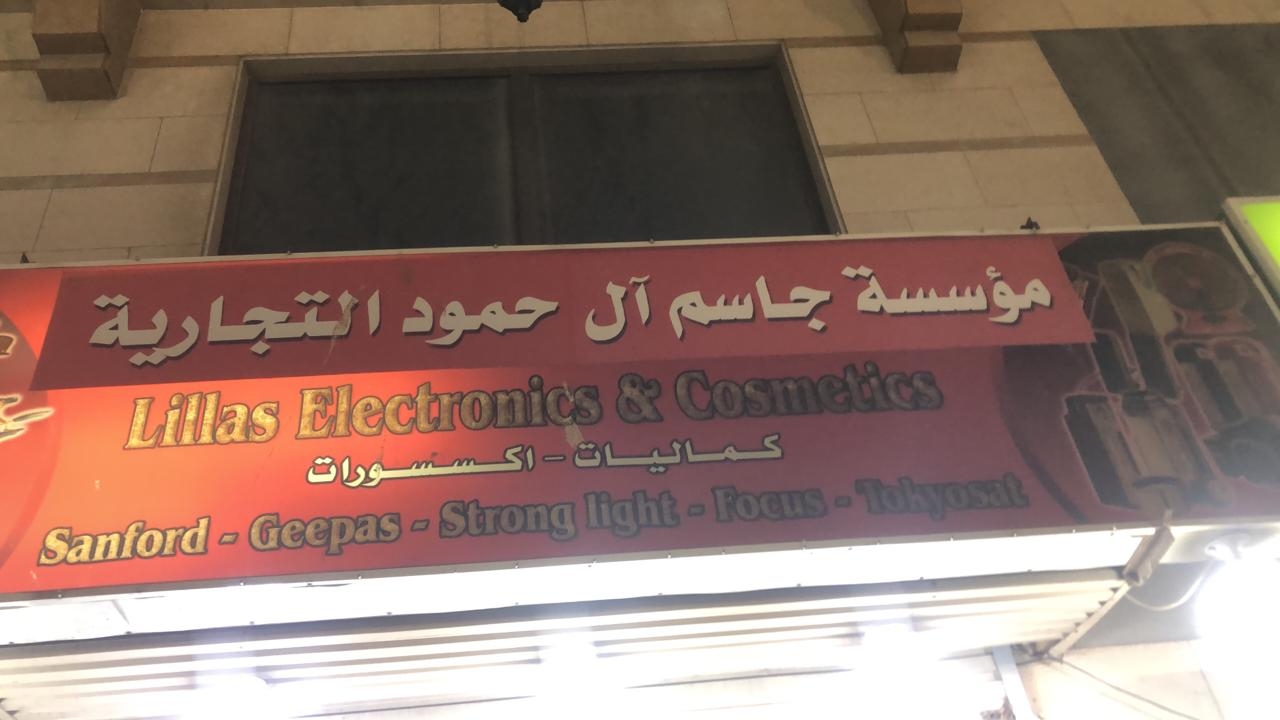 مؤسسة جاسم آل حمود التجارية
Lillas Electronics & Cosmetics
كماليات - اكسسورات
Sanford - Geepas - Strong light - Focus - Tokyosat